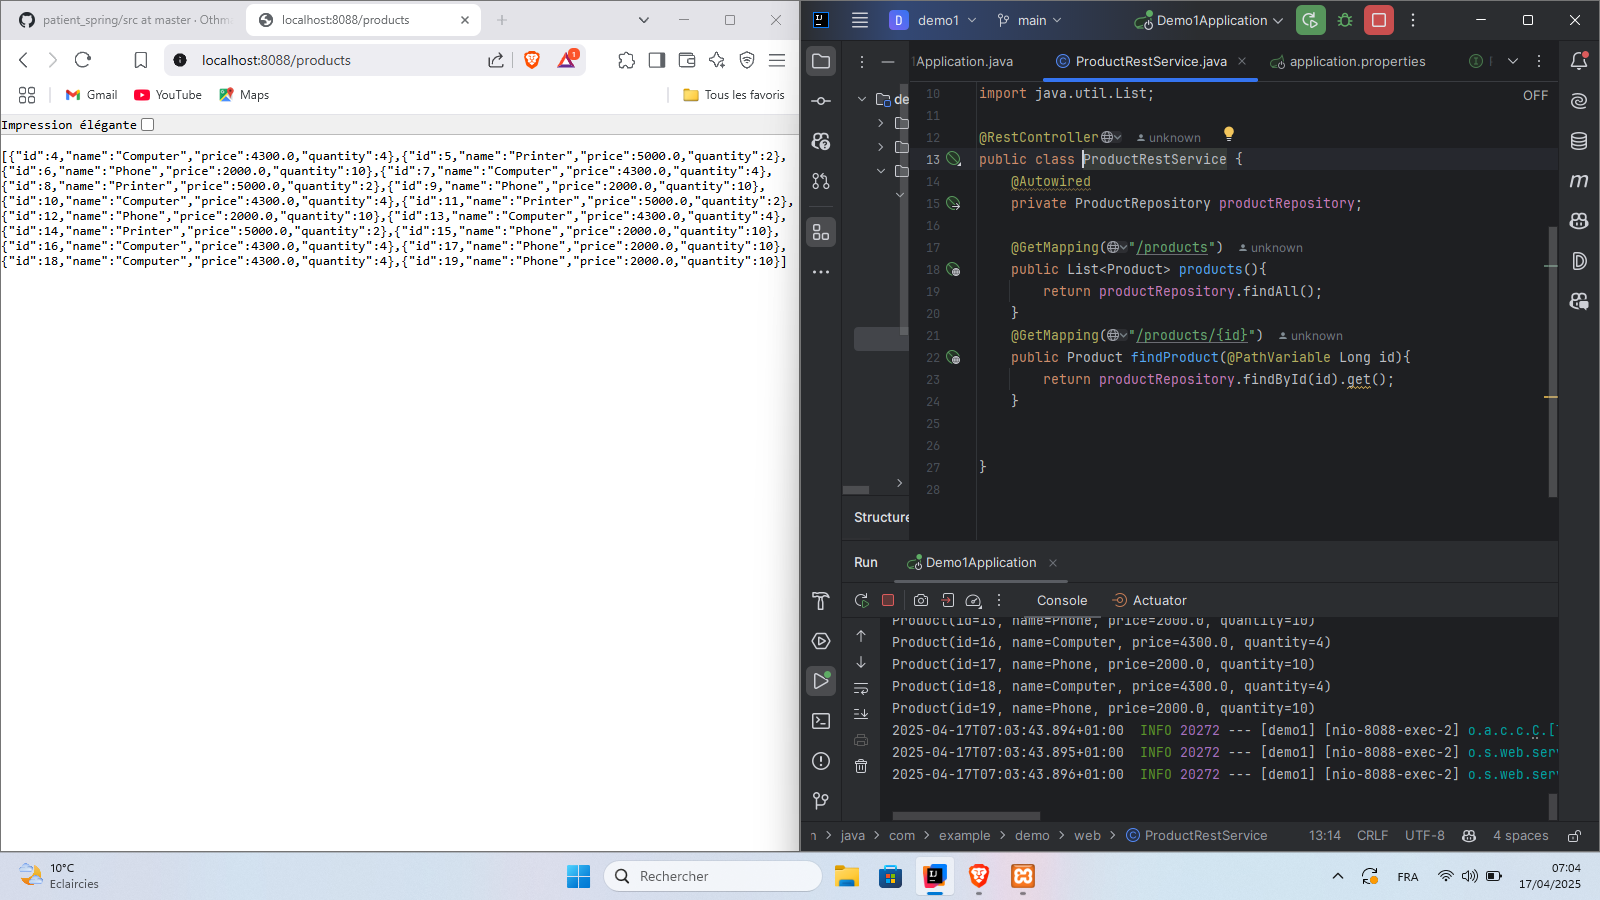 patient_spring/src at master · Othm
localhost:8088/products
localhost:8088/products
1
Gmail
YouTube
Maps
Tous les favoris
Impression élégante
[{"id":4,"name":"Computer","price":4300.0,"quantity":4},{"id":5,"name":"Printer","price":5000.0,"quantity":2},
{"id":6,"name":"Phone","price":2000.0,"quantity":10},{"id":7,"name":"Computer","price":4300.0,"quantity":4},
{"id":8,"name":"Printer","price":5000.0,"quantity":2},{"id":9,"name":"Phone","price":2000.0,"quantity":10},
{"id":10,"name":"Computer","price":4300.0,"quantity":4},{"id":11,"name":"Printer","price":5000.0,"quantity":2},
{"id":12,"name":"Phone","price":2000.0,"quantity":10},{"id":13,"name":"Computer","price":4300.0,"quantity":4},
{"id":14,"name":"Printer","price":5000.0,"quantity":2},{"id":15,"name":"Phone","price":2000.0,"quantity":10},
{"id":16,"name":"Computer","price":4300.0,"quantity":4},{"id":17,"name":"Phone","price":2000.0,"quantity":10},
{"id":18,"name":"Computer","price":4300.0,"quantity":4},{"id":19,"name":"Phone","price":2000.0,"quantity":10}]
D demo1 main Demo1Application
1Application.java ProductRestService.java application.properties
de
OFF
10 import java.util.List;
11
12 @RestController unknown
13 public class ProductRestService {
14 @Autowired
15 private ProductRepository productRepository;
16
17 @GetMapping("/products") unknown
18 public List<Product> products(){
19 return productRepository.findAll();
20 }
21 @GetMapping("/products/{id}") unknown
22 public Product findProduct(@PathVariable Long id){
23 return productRepository.findById(id).get();
24 }
25
26
27 }
28
Structure
Run Demo1Application
Console Actuator
Product(id=15, name=Phone, price=2000.0, quantity=10)
Product(id=16, name=Computer, price=4300.0, quantity=4)
Product(id=17, name=Phone, price=2000.0, quantity=10)
Product(id=18, name=Computer, price=4300.0, quantity=4)
Product(id=19, name=Phone, price=2000.0, quantity=10)
2025-04-17T07:03:43.894+01:00 INFO 20272 --- [demo1] [nio-8088-exec-2] o.a.c.c.C.[
2025-04-17T07:03:43.895+01:00 INFO 20272 --- [demo1] [nio-8088-exec-2] o.s.web.ser
2025-04-17T07:03:43.896+01:00 INFO 20272 --- [demo1] [nio-8088-exec-2] o.s.web.ser
java > com > example > demo > web > ProductRestService 13:14 CRLF UTF-8 4 spaces
10°C
Eclaircies
Rechercher
FRA
07:04
17/04/2025